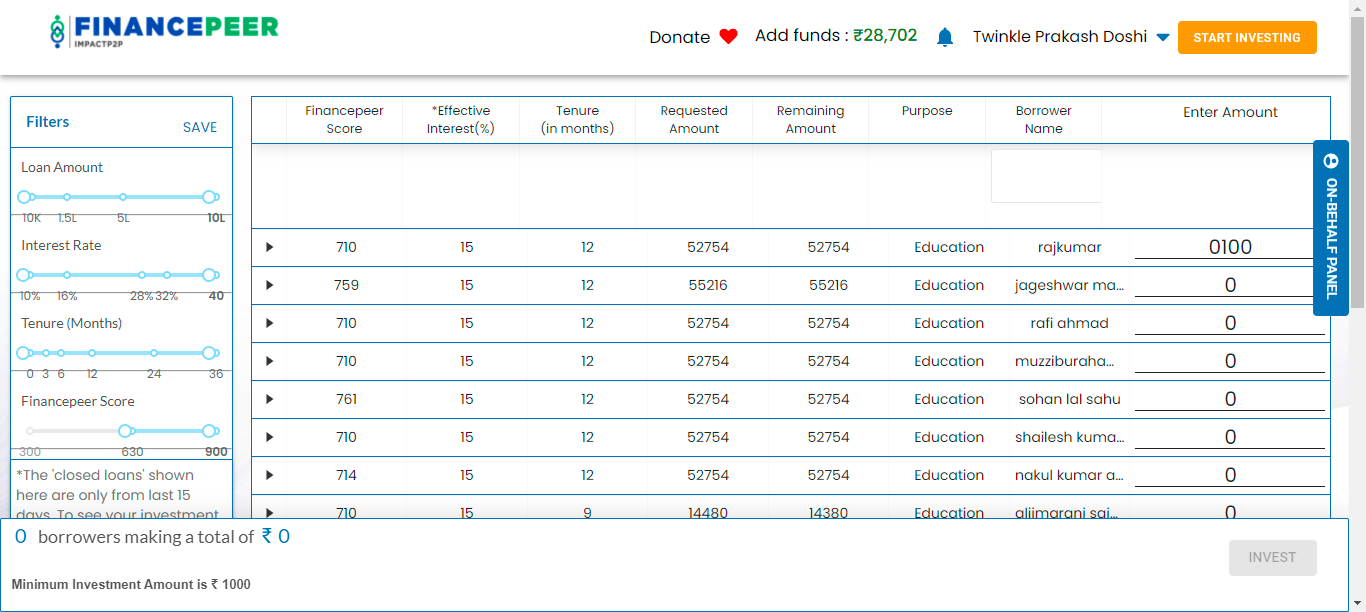 FINANCEPEER
IMPACTP2P
Donate
Add funds : ₹28,702
Twinkle Prakash Doshi
START INVESTING
Filters
SAVE
Loan Amount
10K 1.5L 5L 10L
Interest Rate
10% 16% 28% 32% 40
Tenure (Months)
0 3 6 12 24 36
Financepeer Score
300 630 900
*The 'closed loans' shown
here are only from last 15
days. To see your investment
Financepeer Score *Effective Interest(%) Tenure (in months) Requested Amount Remaining Amount Purpose Borrower Name Enter Amount
710 15 12 52754 52754 Education rajkumar 0100
759 15 12 55216 55216 Education jageshwar ma... 0
710 15 12 52754 52754 Education rafi ahmad 0
710 15 12 52754 52754 Education muzziburaha... 0
761 15 12 52754 52754 Education sohan lal sahu 0
710 15 12 52754 52754 Education shailesh kuma... 0
714 15 12 52754 52754 Education nakul kumar a... 0
710 15 9 14480 14380 Education 0
ON-BEHALF PANEL
0 borrowers making a total of ₹ 0
Minimum Investment Amount is ₹ 1000
INVEST